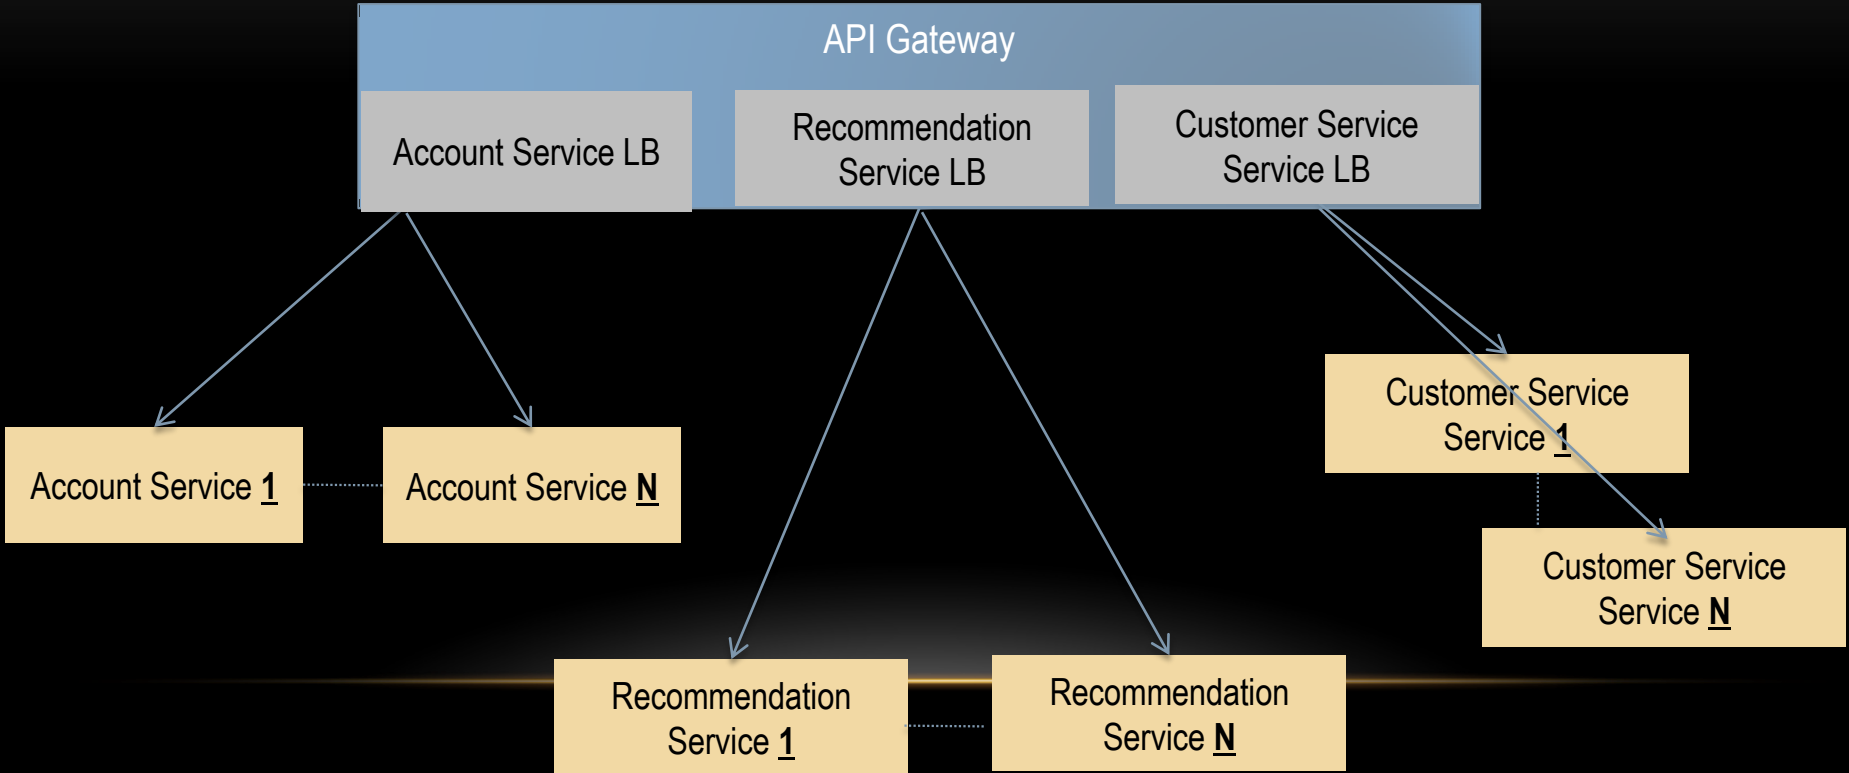 API Gateway
Account Service LB
Recommendation
Service LB
Customer Service
Service LB
Account Service 1
Account Service N
Customer Service
Service 1
Customer Service
Service N
Recommendation
Service 1
Recommendation
Service N